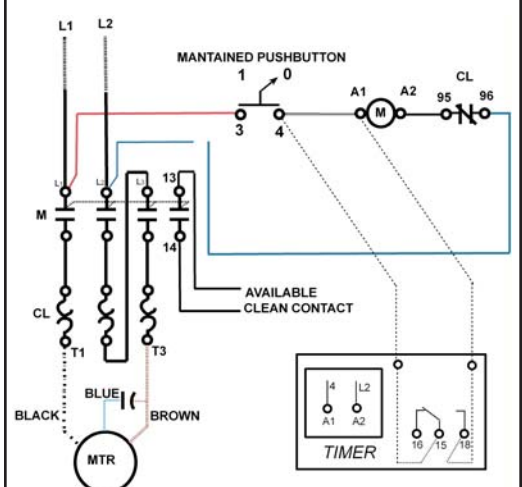 L1 L2
MANTAINED PUSHBUTTON
1 0
3 4
A1 M A2
CL
95 96
L1 L2 L3 13
M
14
CL
AVAILABLE
CLEAN CONTACT
T1 T3
BLUE
BLACK BROWN
MTR
4 L2
A1 A2
16 15 18
TIMER